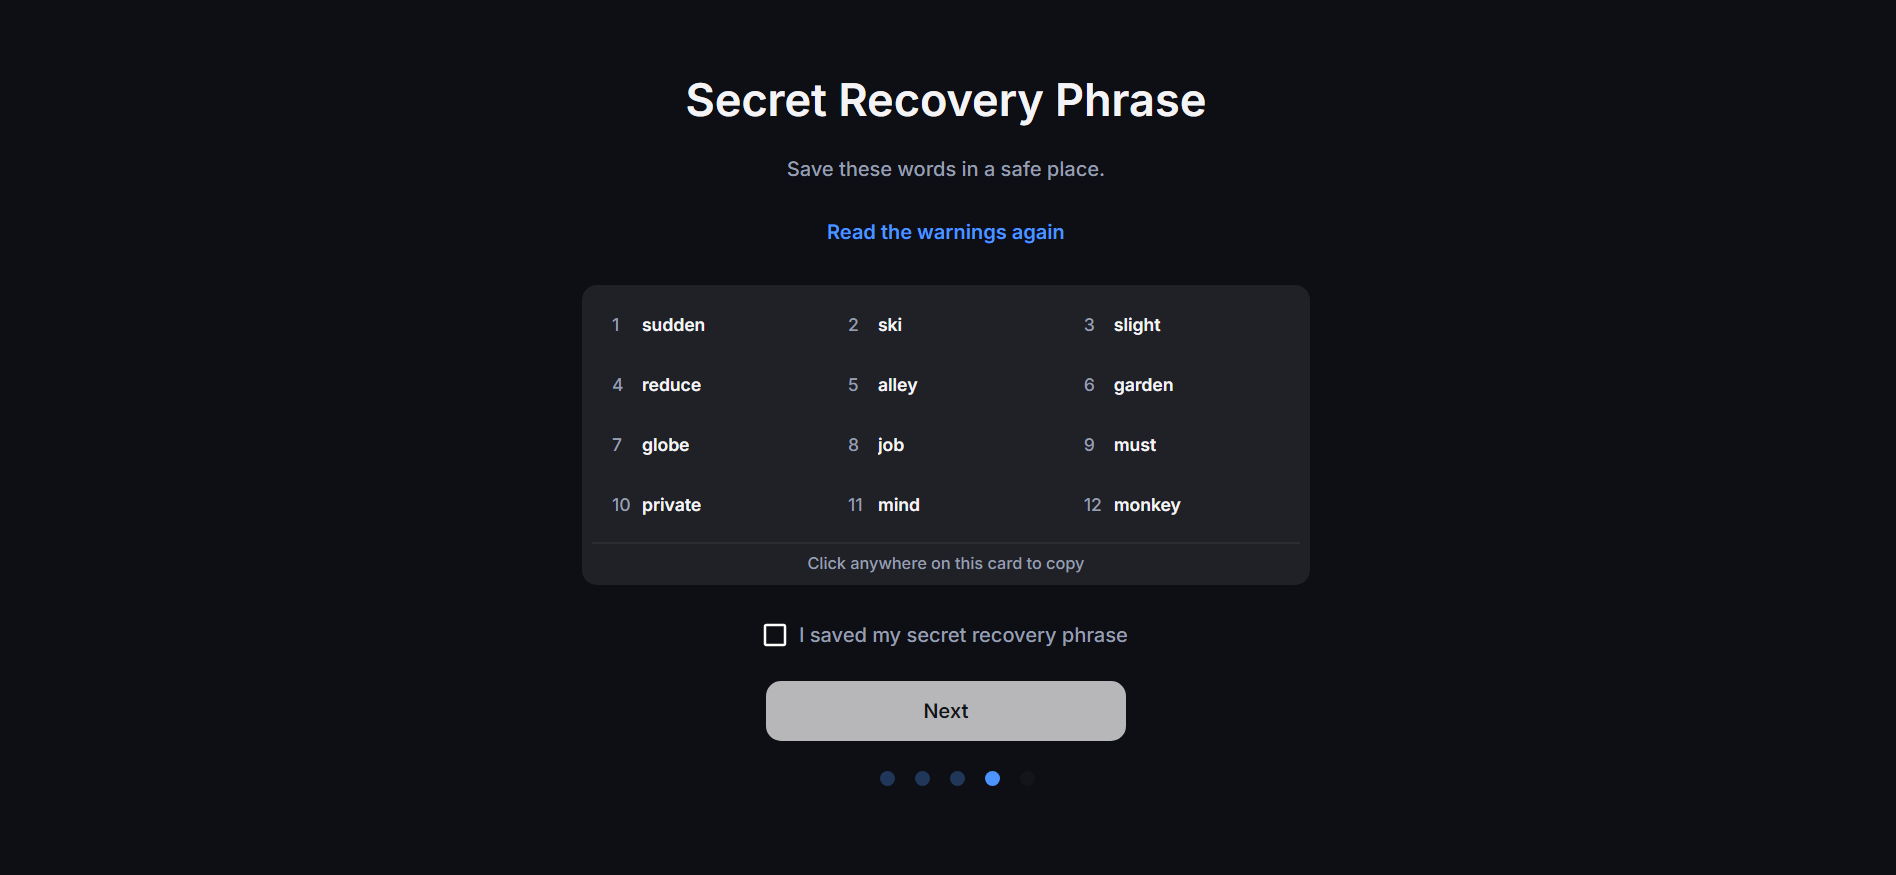 Secret Recovery Phrase
Save these words in a safe place.
Read the warnings again
1 sudden 2 ski 3 slight
4 reduce 5 alley 6 garden
7 globe 8 job 9 must
10 private 11 mind 12 monkey
Click anywhere on this card to copy
I saved my secret recovery phrase
Next